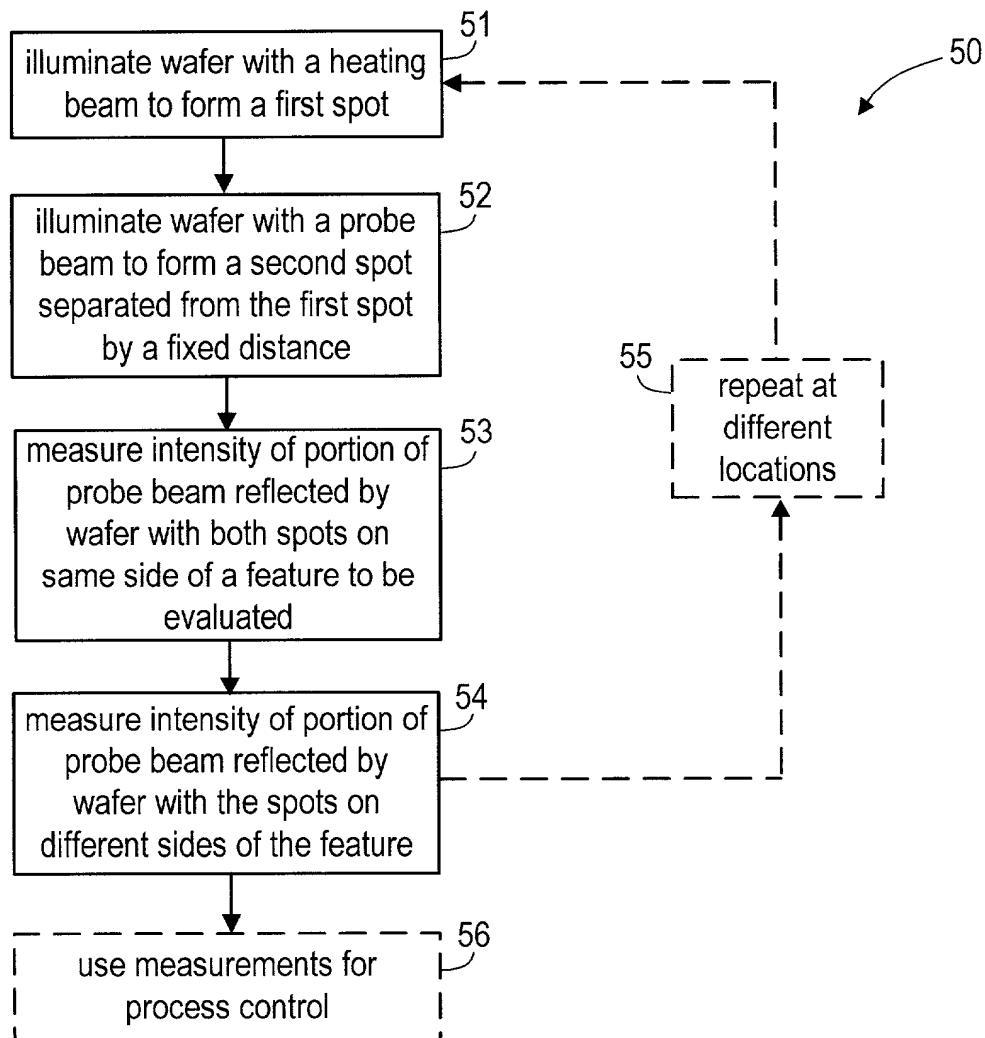 51
illuminate wafer with a heating
beam to form a first spot
50
52
illuminate wafer with a probe
beam to form a second spot
separated from the first spot
by a fixed distance
55
repeat at
different
locations
53
measure intensity of portion of
probe beam reflected by
wafer with both spots on
same side of a feature to be
evaluated
54
measure intensity of portion of
probe beam reflected by
wafer with the spots on
different sides of the feature
56
use measurements for
process control